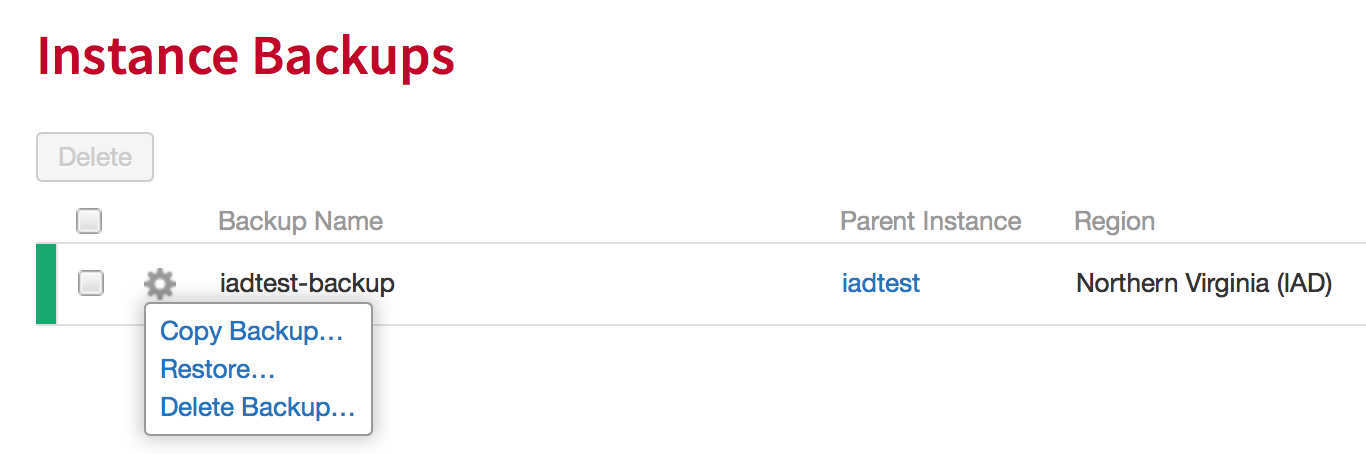 Instance Backups
Delete
Backup Name Parent Instance Region
iadtest-backup iadtest Northern Virginia (IAD)
Copy Backup...
Restore...
Delete Backup...